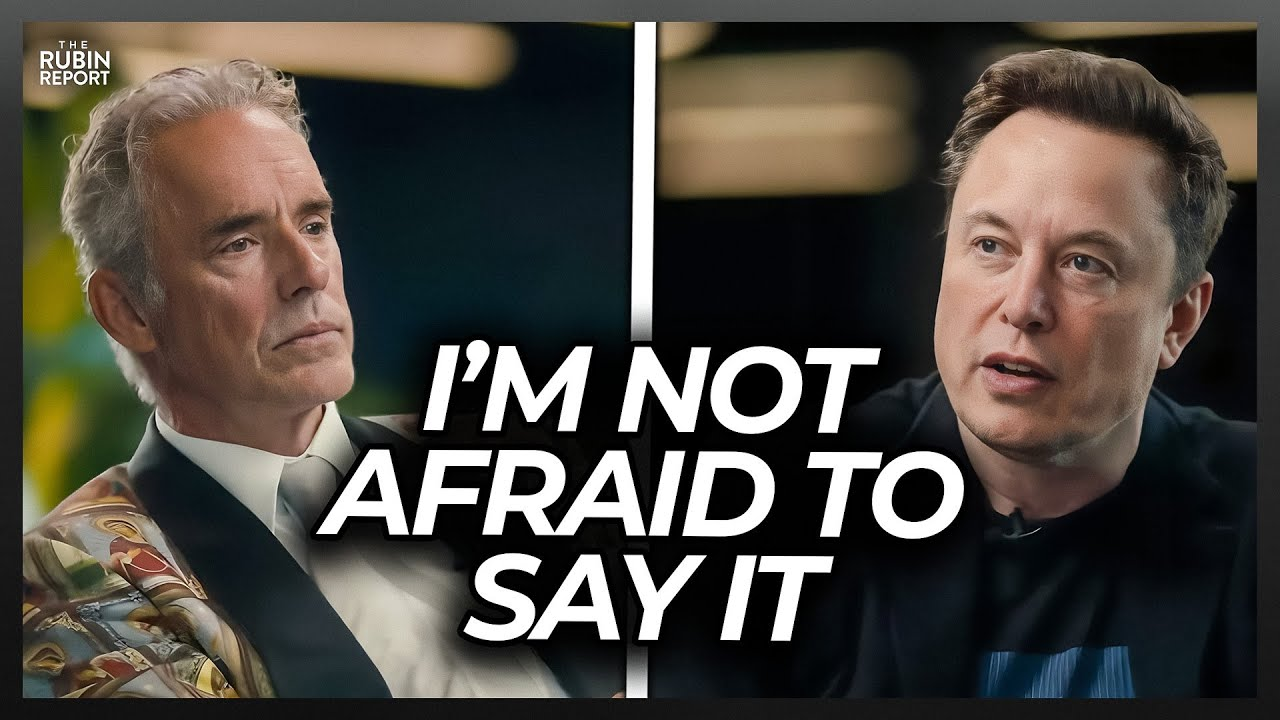 THE
RUBIN
REPORT
I'M NOT
AFRAID TO
SAY IT